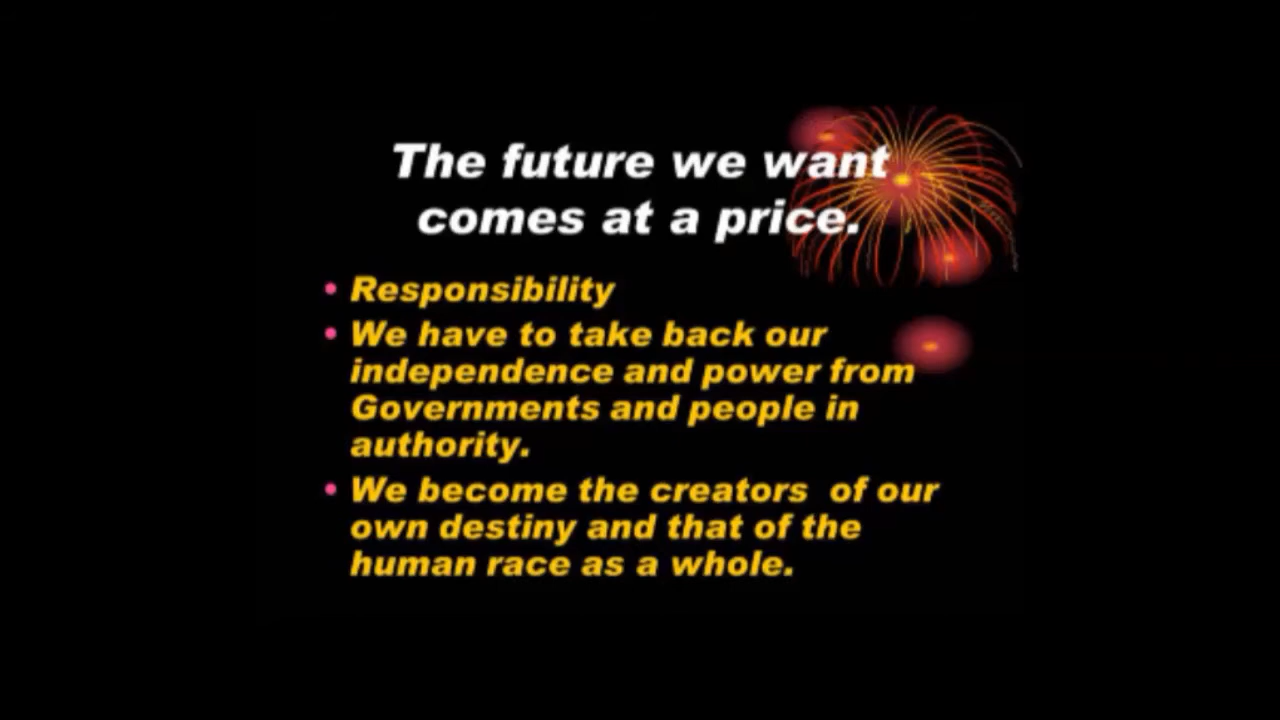 The future we want
comes at a price.
• Responsibility
• We have to take back our
independence and power from
Governments and people in
authority.
• We become the creators  of our
own destiny and that of the
human race as a whole.